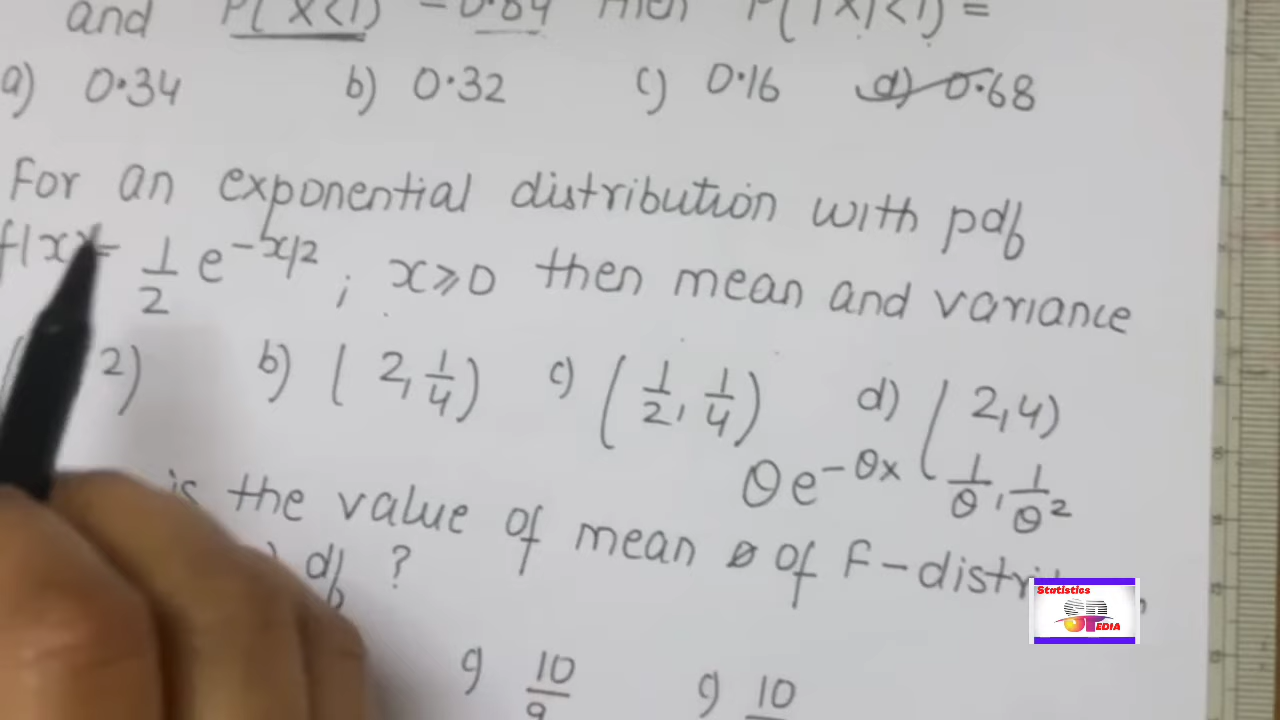 and P(X<1) = 0.84 then P(|X|<1) =
a) 0.34 b) 0.32 c) 0.16 d) 0.68
For an exponential distribution with pdf
f(x)= 1/2 e^-x/2 ; x≥0 then mean and variance
2) b) (2, 1/4) c) (1/2, 1/4) d) (2,4)
θe^-θx (1/θ, 1/θ^2
is the value of mean of F-distri
df ?
Statistics
PEDIA
c) 10/9 10